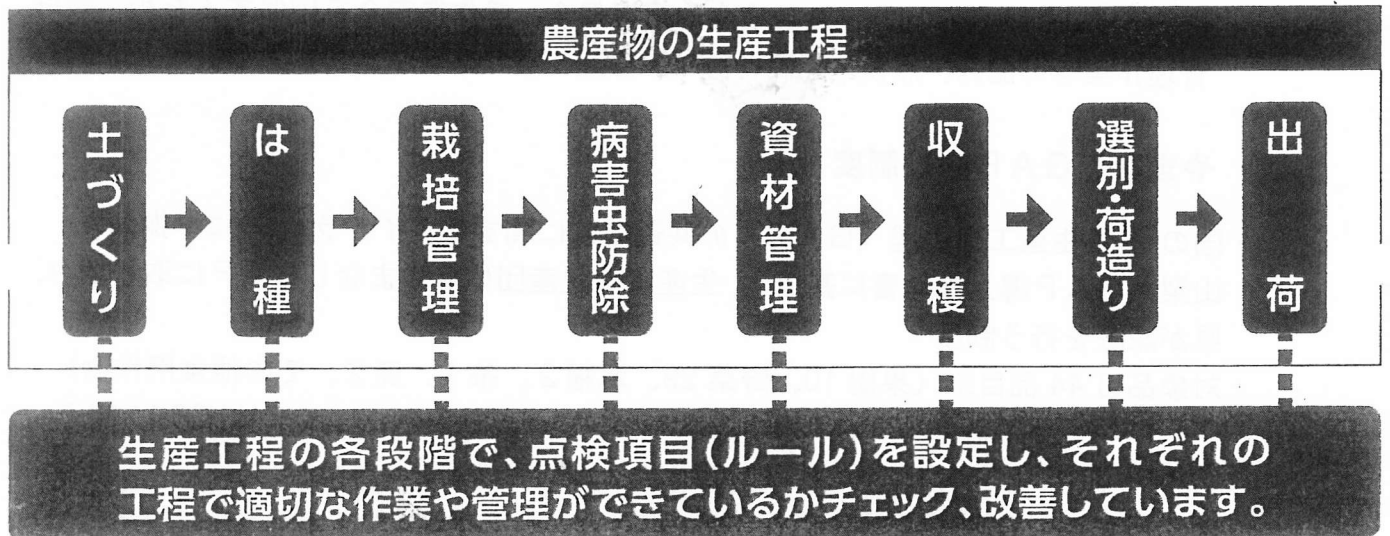 農産物の生産工程
土づくり
は種
栽培管理
病害虫防除
資材管理
収穫
選別・荷造り
出荷
生産工程の各段階で、点検項目(ルール)を設定し、それぞれの
工程で適切な作業や管理ができているかチェック、改善しています。